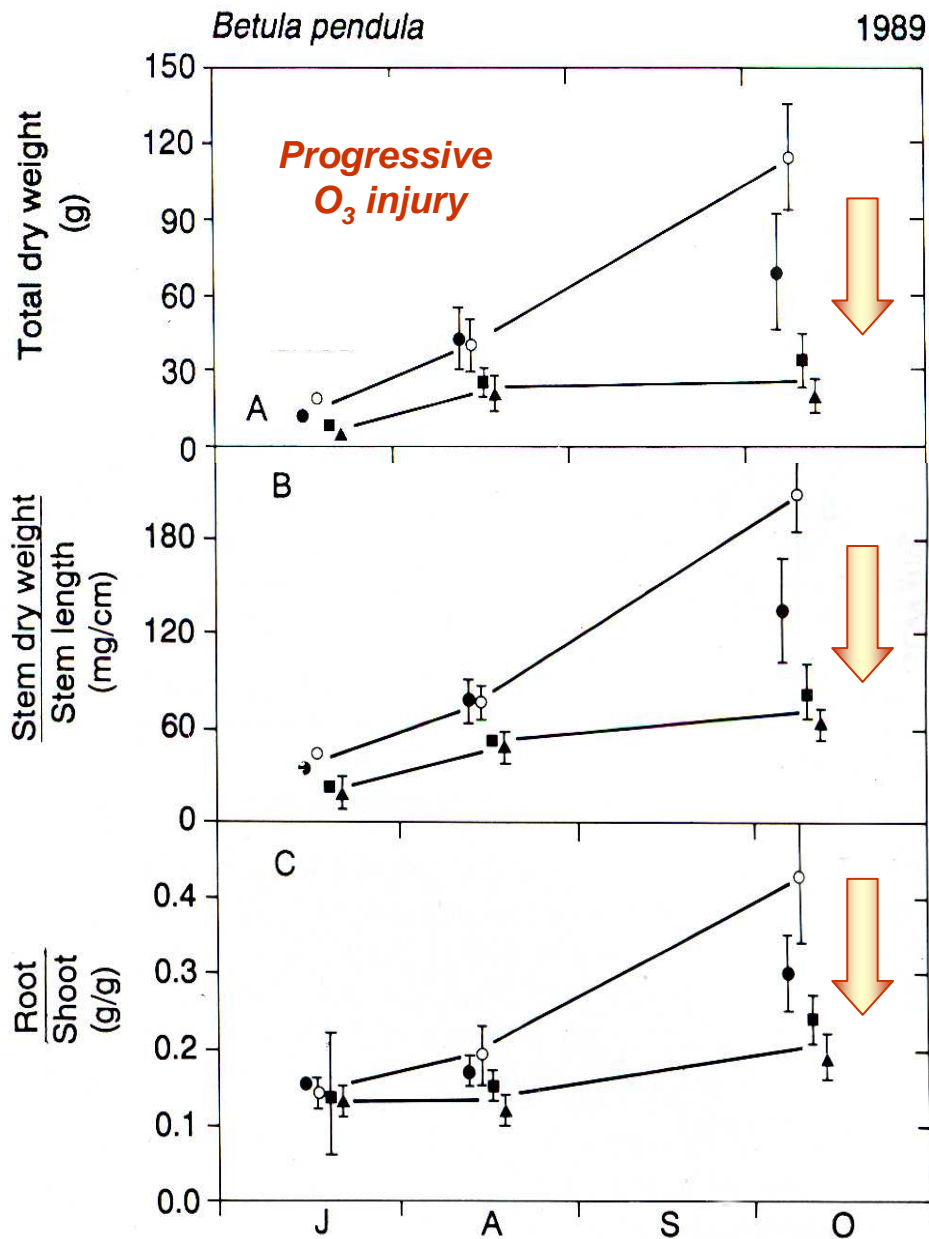 Betula pendula 1989
Total dry weight
(g)
150
120
90
60
30
0
Progressive
O₃ injury
A
Stem dry weight
Stem length
(mg/cm)
180
120
60
0
B
Root
Shoot
(g/g)
0.4
0.3
0.2
0.1
0.0
C
J A S O